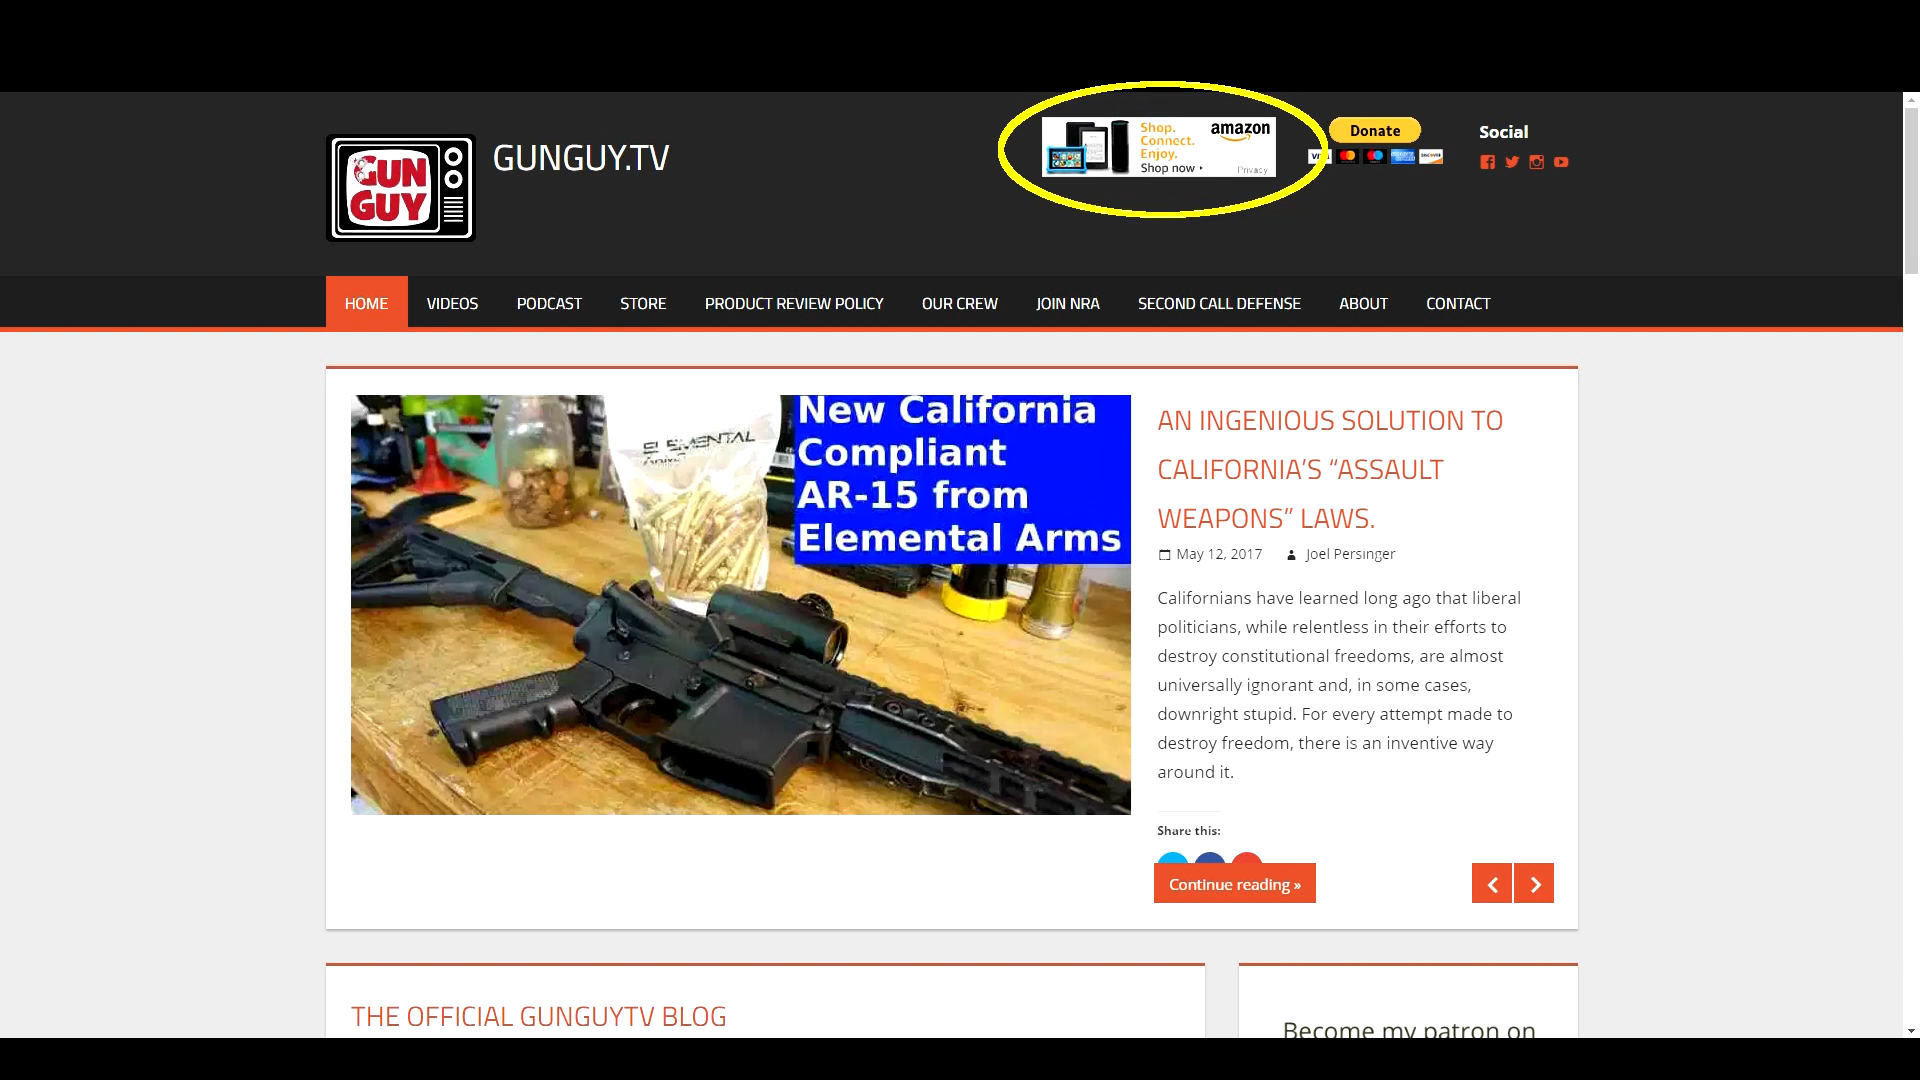 GUN
GUY
GUNGUY.TV
Shop.
Connect.
Enjoy.
Shop now
amazon
Privacy
Donate
Social
HOME VIDEOS PODCAST STORE PRODUCT REVIEW POLICY OUR CREW JOIN NRA SECOND CALL DEFENSE ABOUT CONTACT
ELEMENTAL
New California
Compliant
AR-15 from
Elemental Arms
AN INGENIOUS SOLUTION TO
CALIFORNIA’S “ASSAULT
WEAPONS” LAWS.
May 12, 2017 Joel Persinger
Californians have learned long ago that liberal
politicians, while relentless in their efforts to
destroy constitutional freedoms, are almost
universally ignorant and, in some cases,
downright stupid. For every attempt made to
destroy freedom, there is an inventive way
around it.
Share this:
Continue reading »
THE OFFICIAL GUNGUYTV BLOG
Become my patron on